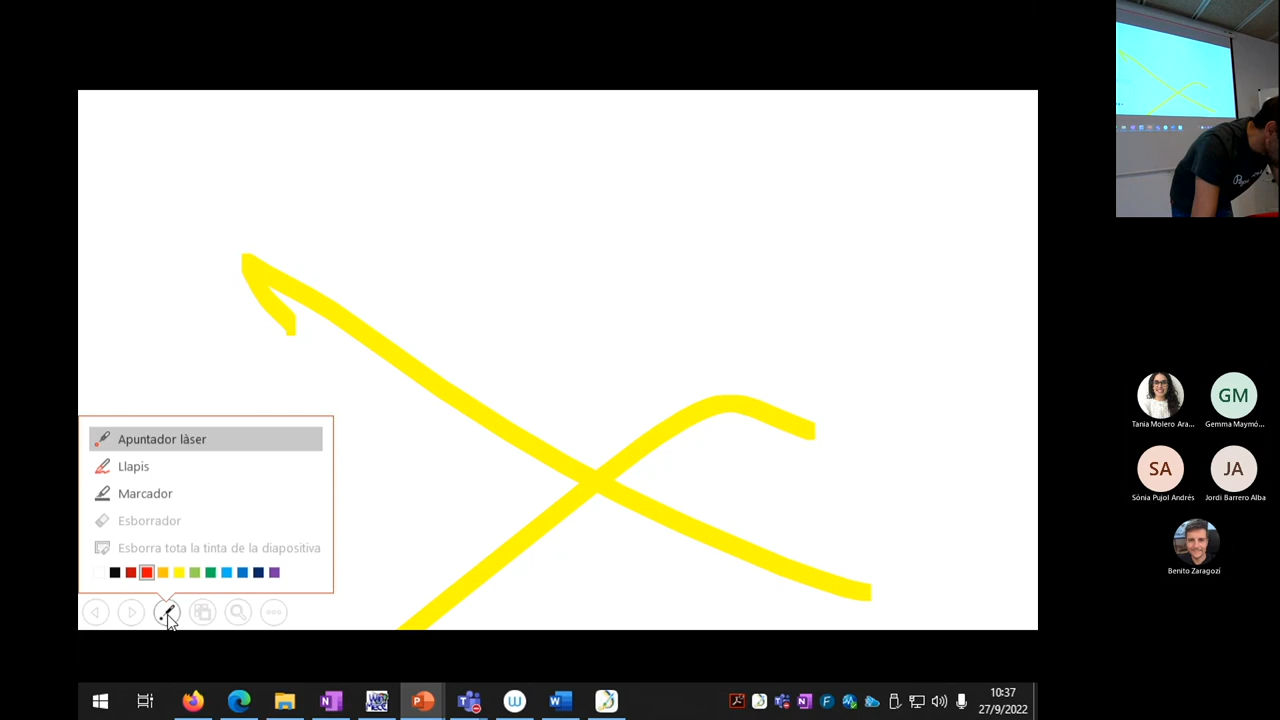 Apuntador làser
Llapis
Marcador
Esborrador
Esborra tota la tinta de la diapositiva
GM
Tania Molero Ara...
Gemma Maymó...
SA
JA
Sònia Pujol Andrés
Jordi Barrero Alba
Benito Zaragozí
10:37
27/9/2022